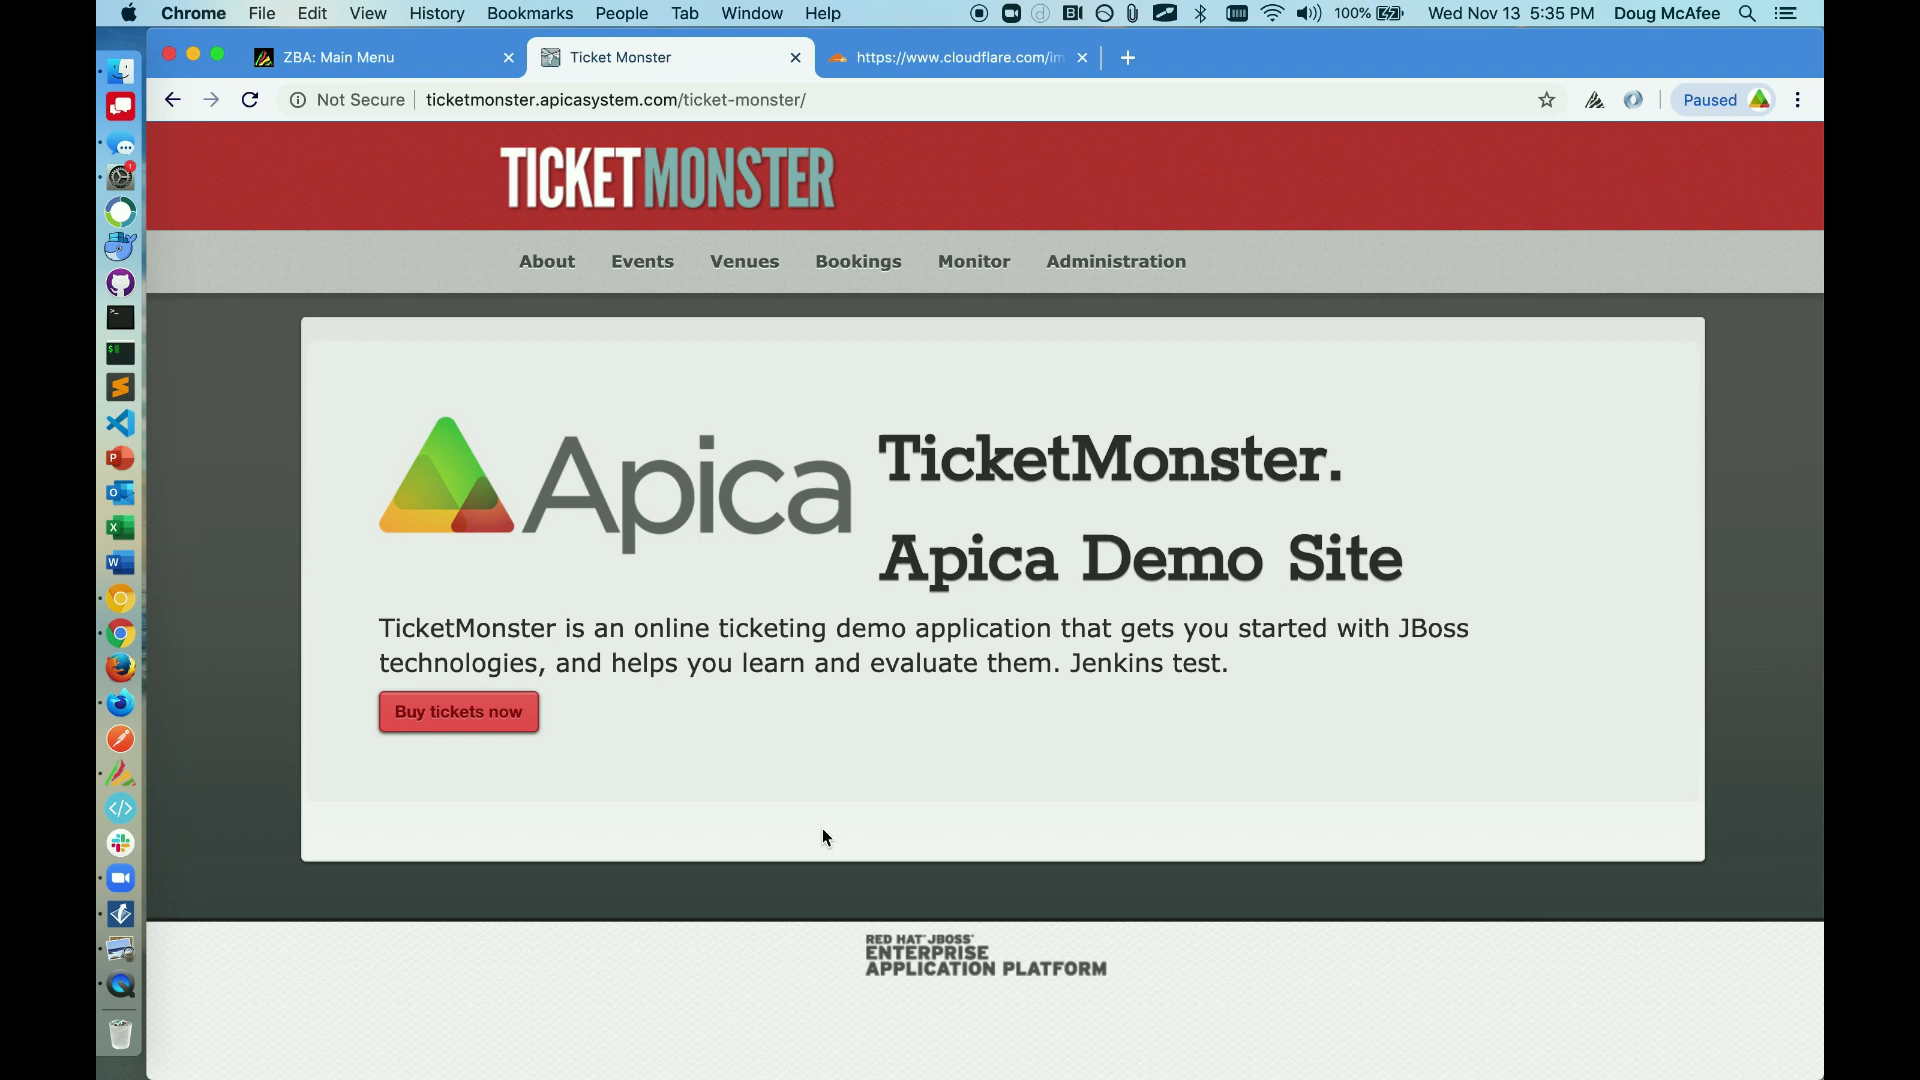 Chrome File Edit View History Bookmarks People Tab Window Help 100% Wed Nov 13 5:35 PM Doug McAfee
ZBA: Main Menu Ticket Monster https://www.cloudflare.com/im
Not Secure ticketmonster.apicasystem.com/ticket-monster/ Paused
TICKETMONSTER
About Events Venues Bookings Monitor Administration
Apica
TicketMonster.
Apica Demo Site
TicketMonster is an online ticketing demo application that gets you started with JBoss
technologies, and helps you learn and evaluate them. Jenkins test.
Buy tickets now
RED HAT JBOSS
ENTERPRISE
APPLICATION PLATFORM